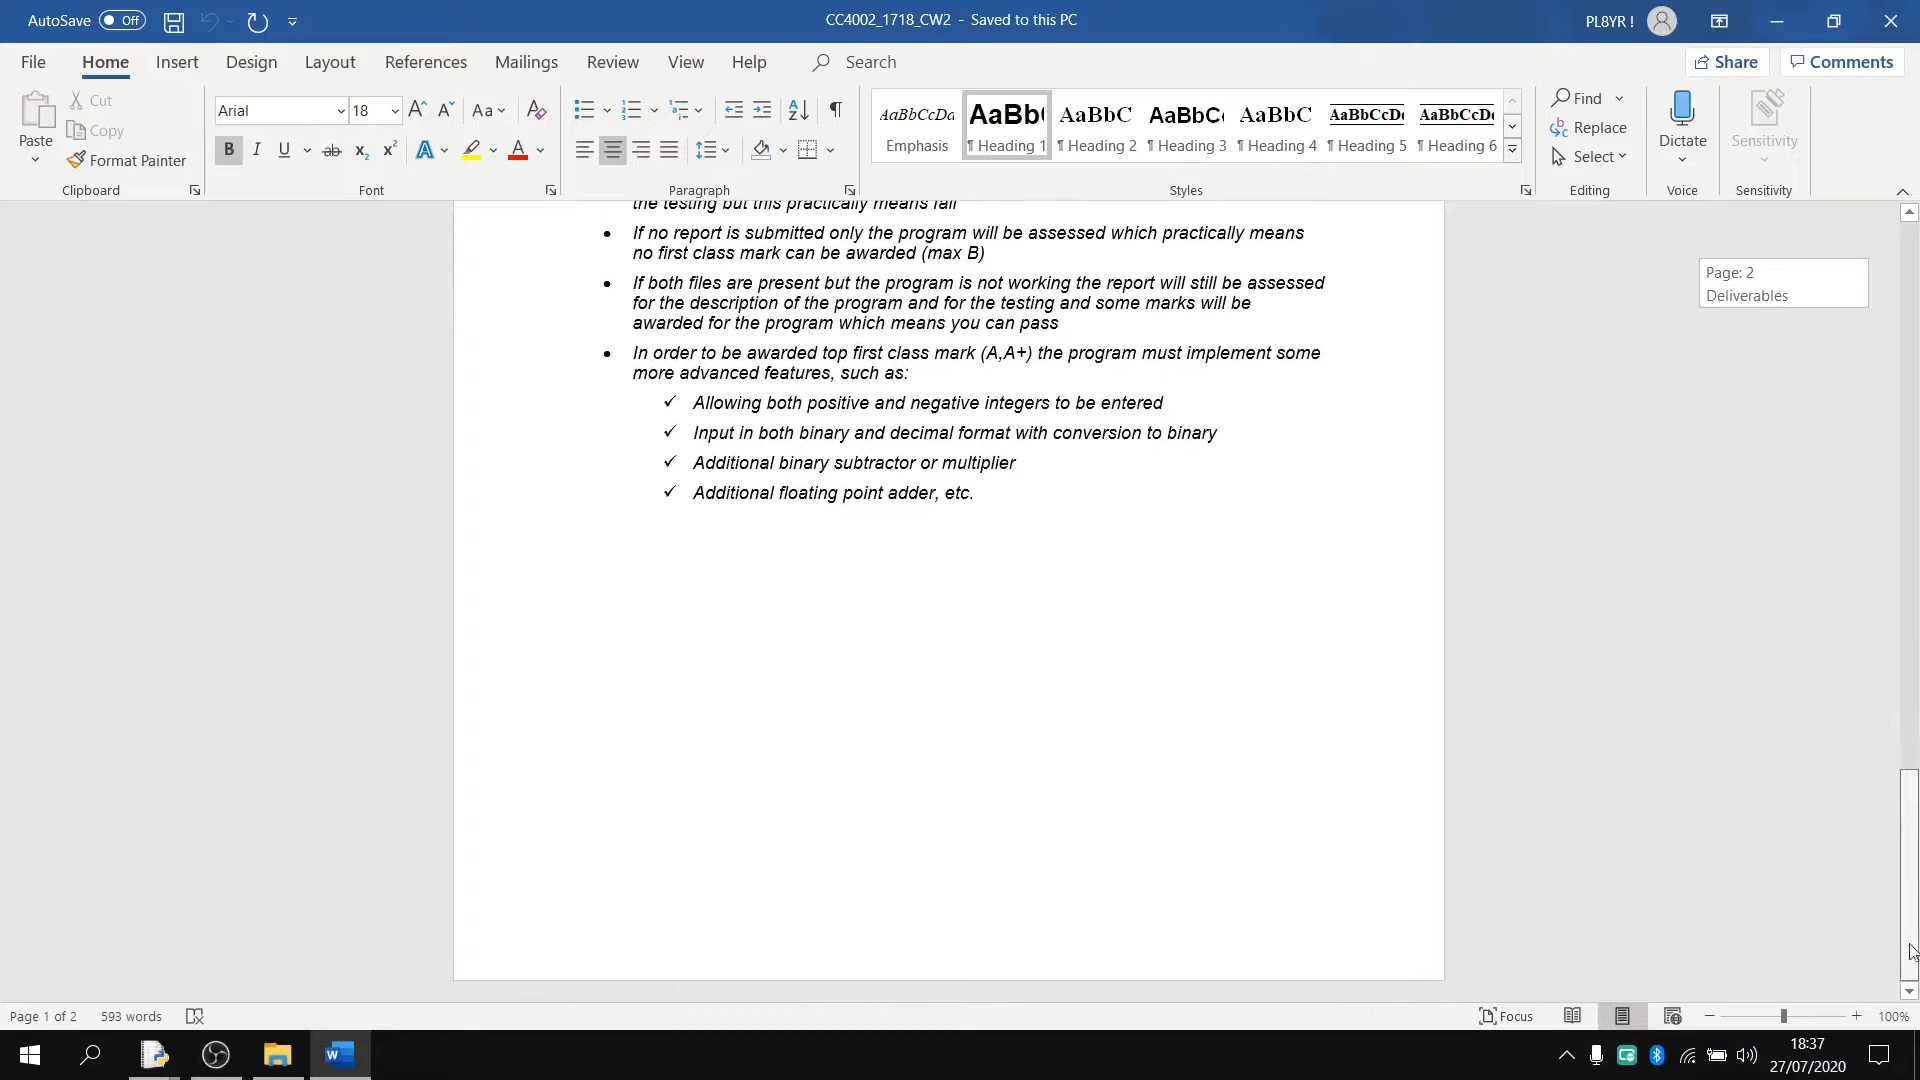 AutoSave Off CC4002_1718_CW2 - Saved to this PC PL8YR !
File Home Insert Design Layout References Mailings Review View Help Search Share Comments
Paste Cut Copy Format Painter Clipboard
Arial 18 Aa B I U ab x2 x2 A A Font
Paragraph
AaBbCcDd AaBb( AaBbC AaBbC( AaBbC AaBbCcD( AaBbCcD(
Emphasis ¶ Heading 1 ¶ Heading 2 ¶ Heading 3 ¶ Heading 4 ¶ Heading 5 ¶ Heading 6
Styles
Find Replace Select Editing
Dictate Voice
Sensitivity Sensitivity
the testing but this practically means fail
• If no report is submitted only the program will be assessed which practically means
no first class mark can be awarded (max B)
• If both files are present but the program is not working the report will still be assessed
for the description of the program and for the testing and some marks will be
awarded for the program which means you can pass
• In order to be awarded top first class mark (A,A+) the program must implement some
more advanced features, such as:
✓ Allowing both positive and negative integers to be entered
✓ Input in both binary and decimal format with conversion to binary
✓ Additional binary subtractor or multiplier
✓ Additional floating point adder, etc.
Page: 2
Deliverables
Page 1 of 2 593 words Focus 100%
18:37
27/07/2020